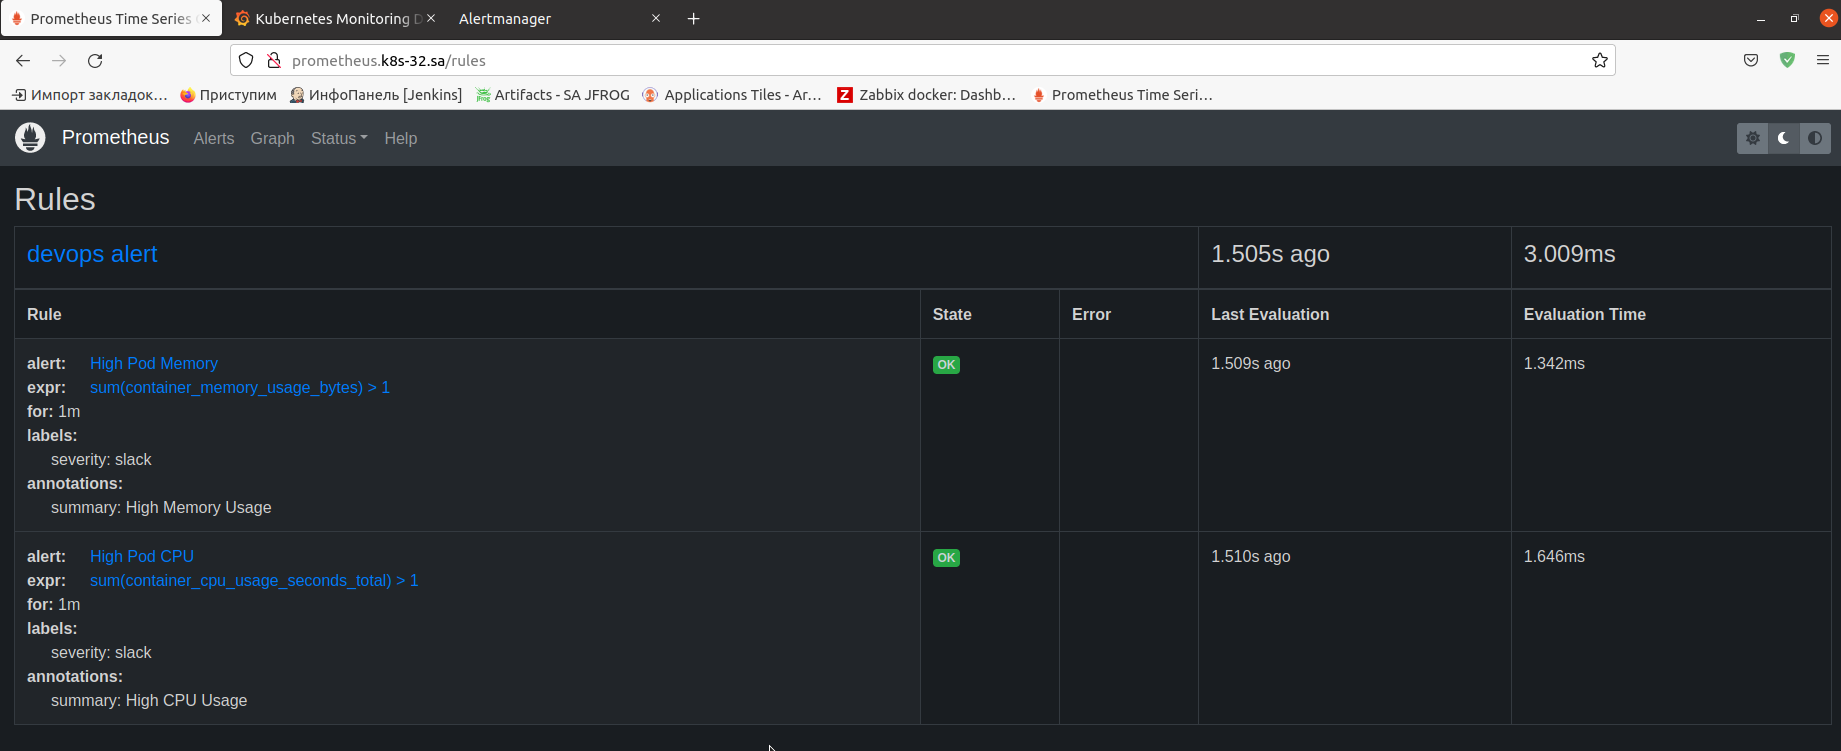 Prometheus Time Series
Kubernetes Monitoring D
Alertmanager
prometheus.k8s-32.sa/rules
Импорт закладок…
Приступим
ИнфоПанель [Jenkins]
Artifacts - SA JFROG
Applications Tiles - Ar…
Zabbix docker: Dashb…
Prometheus Time Seri…
Prometheus Alerts Graph Status Help
Rules
devops alert 1.505s ago 3.009ms
Rule State Error Last Evaluation Evaluation Time
alert: High Pod Memory OK 1.509s ago 1.342ms
expr: sum(container_memory_usage_bytes) > 1
for: 1m
labels:
severity: slack
annotations:
summary: High Memory Usage
alert: High Pod CPU OK 1.510s ago 1.646ms
expr: sum(container_cpu_usage_seconds_total) > 1
for: 1m
labels:
severity: slack
annotations:
summary: High CPU Usage